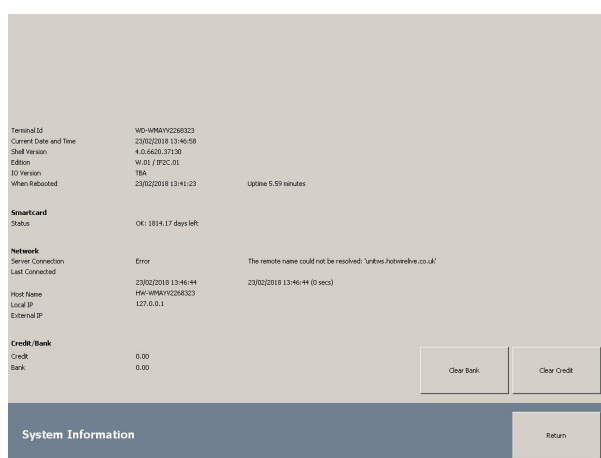 Terminal Id WD-WMAYV2268323
Current Date and Time 23/02/2018 13:46:58
Shell Version 4.0.6620.37130
Edition W.01 / IP2C.01
IO Version TBA
When Rebooted 23/02/2018 13:41:23 Uptime 5.59 minutes
Smartcard
Status OK: 1814.17 days left
Network
Server Connection Error The remote name could not be resolved: 'unitws.hotwirelive.co.uk'
Last Connected
23/02/2018 13:46:44 23/02/2018 13:46:44 (0 secs)
Host Name HW-WMAYV2268323
Local IP 127.0.0.1
External IP
Credit/Bank
Credit 0.00
Bank 0.00
Clear Bank Clear Credit
System Information Return